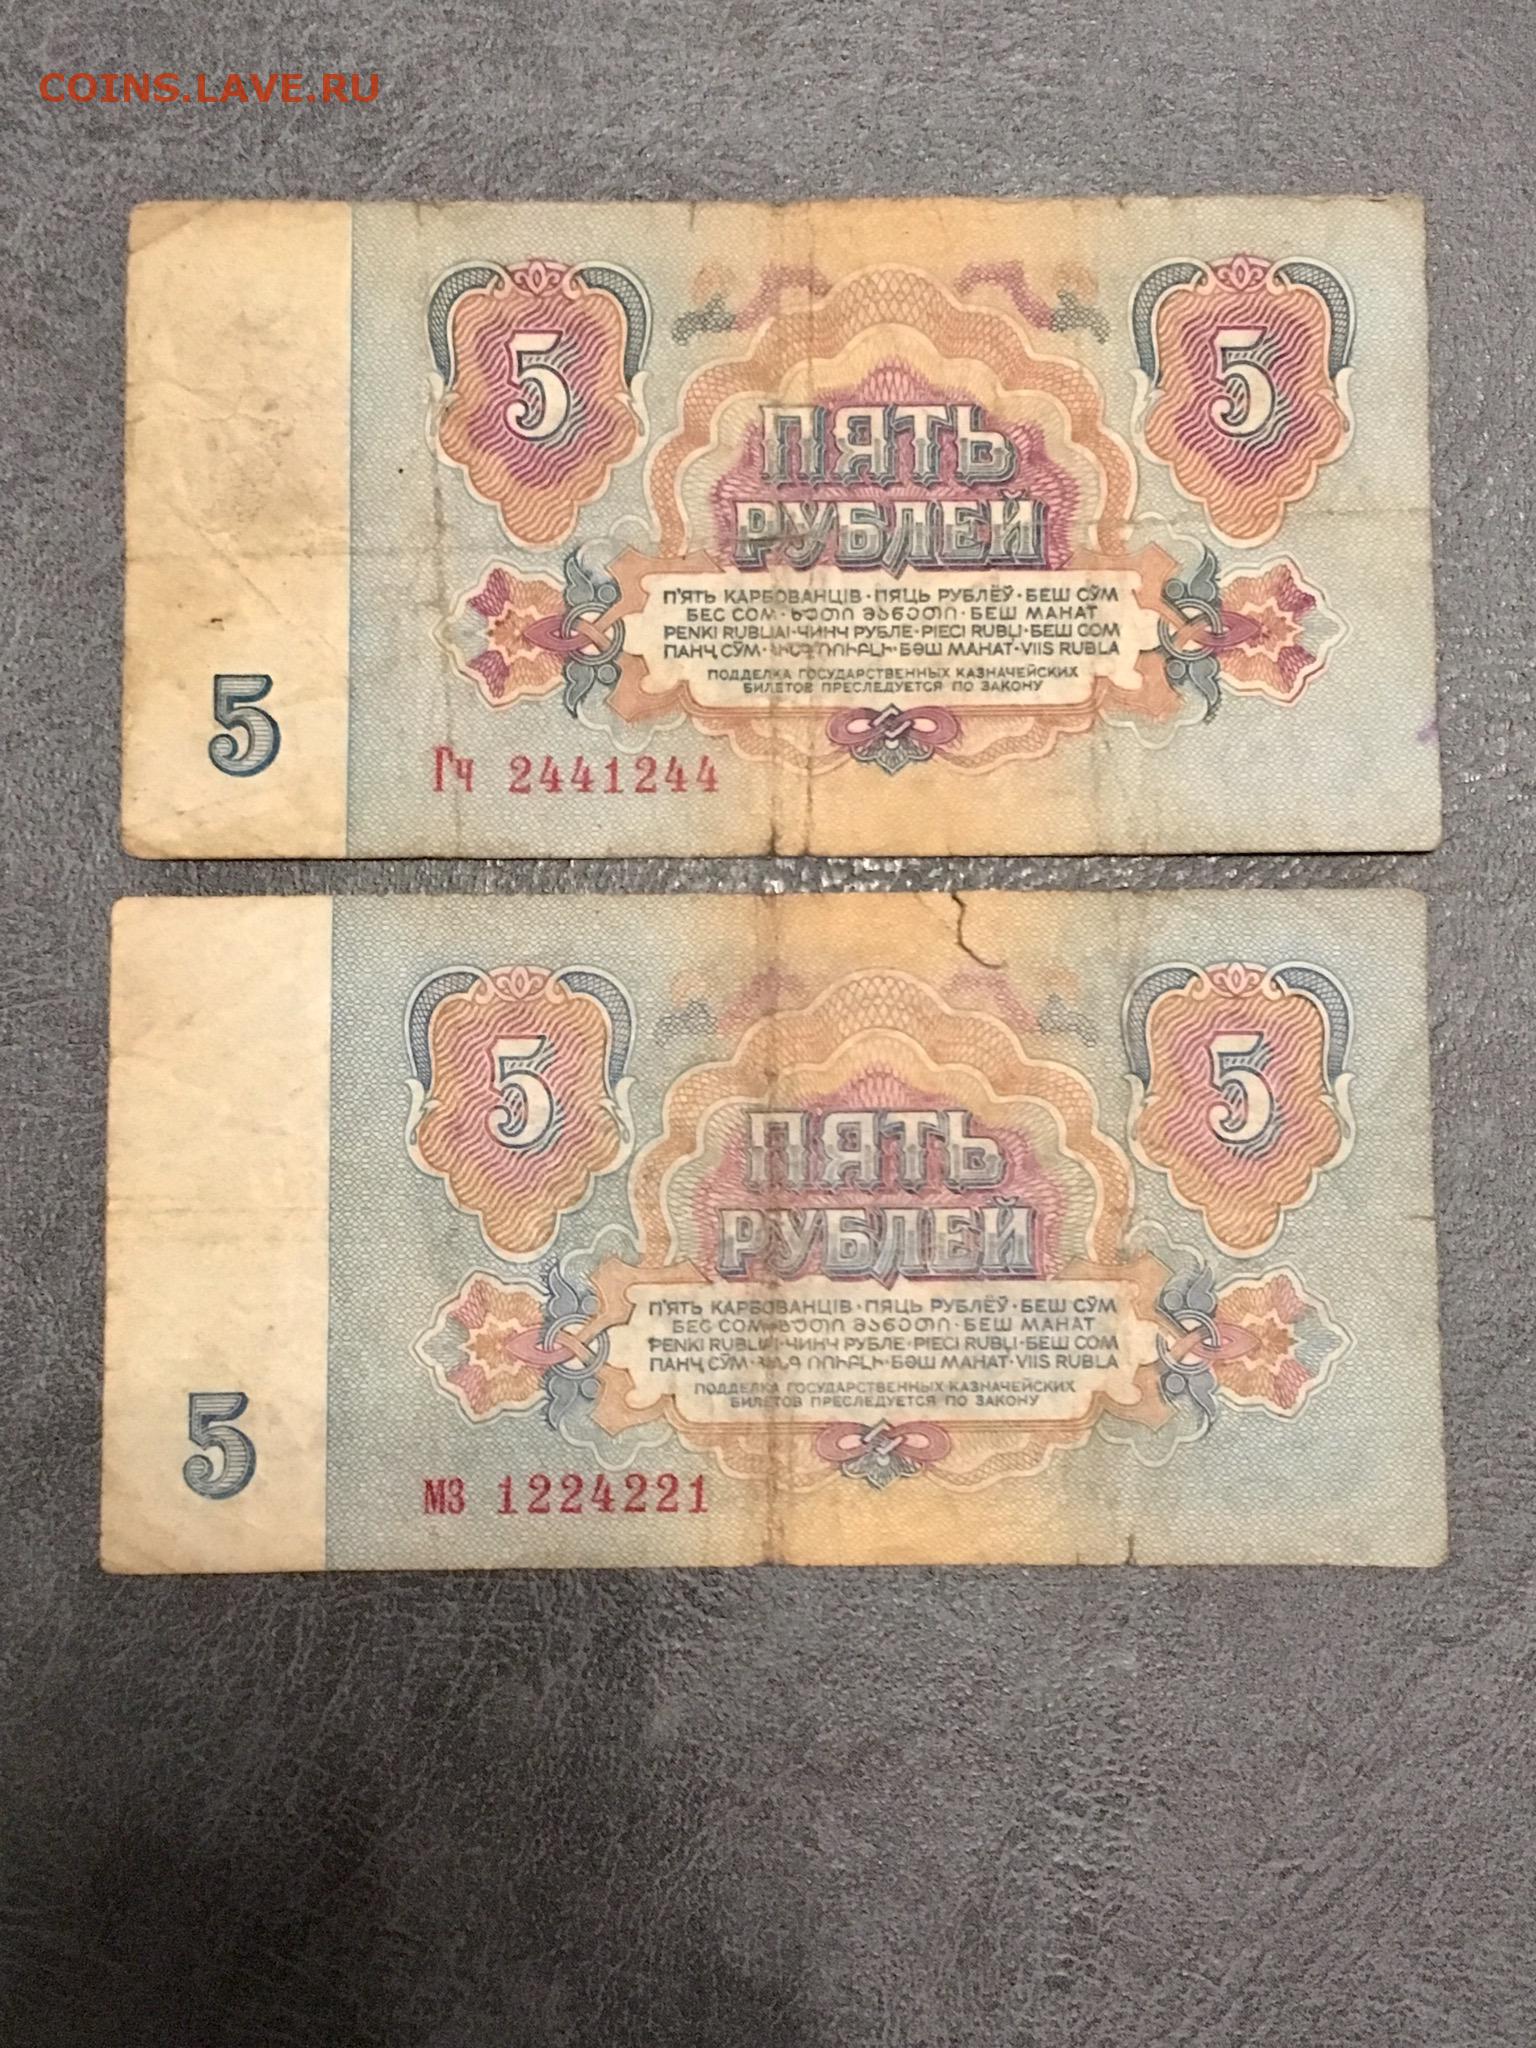 COINS.LAVE.RU
5 5
ПЯТЬ
РУБЛЕЙ
П'ЯТЬ КАРБОВАНЦІВ · ПЯЦЬ РУБЛЁЎ · БЕШ СЎМ
БЕС СОМ · ხუთი მანეთი · БЕШ МАНАТ
PENKI RUBLIAI · ЧИНЧ РУБЛЕ · PIECI RUBĻI · БЕШ СОМ
ПАНҶ СӮМ · ՀԻՆԳ ՌՈՒԲԼԻ · БӘШ МАНАТ · VIIS RUBLA
ПОДДЕЛКА ГОСУДАРСТВЕННЫХ КАЗНАЧЕЙСКИХ
БИЛЕТОВ ПРЕСЛЕДУЕТСЯ ПО ЗАКОНУ
5
Гч 2441244
5 5
ПЯТЬ
РУБЛЕЙ
П'ЯТЬ КАРБОВАНЦІВ · ПЯЦЬ РУБЛЁЎ · БЕШ СЎМ
БЕС СОМ · ხუთი მანეთი · БЕШ МАНАТ
PENKI RUBLIAI · ЧИНЧ РУБЛЕ · PIECI RUBĻI · БЕШ СОМ
ПАНҶ СӮМ · ՀԻՆԳ ՌՈՒԲԼԻ · БӘШ МАНАТ · VIIS RUBLA
ПОДДЕЛКА ГОСУДАРСТВЕННЫХ КАЗНАЧЕЙСКИХ
БИЛЕТОВ ПРЕСЛЕДУЕТСЯ ПО ЗАКОНУ
5
мз 1224221